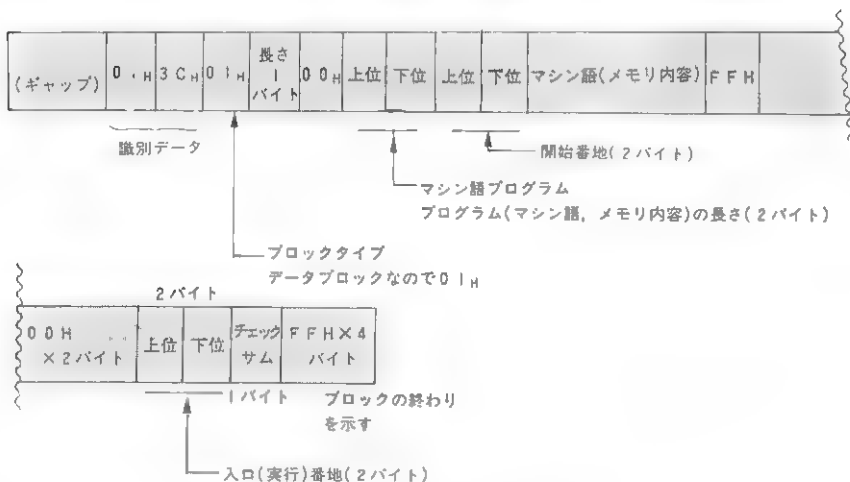 (ギャップ) 01H 3CH 01H 長さ1バイト 00H 上位 下位 上位 下位 マシン語(メモリ内容) FFH
識別データ
開始番地(2バイト)
マシン語プログラム
プログラム(マシン語,メモリ内容)の長さ(2バイト)
ブロックタイプ
データブロックなので01H
2バイト
00H×2バイト 上位 下位 チェックサム FFH×4バイト
1バイト
ブロックの終わり
を示す
入口(実行)番地(2バイト)